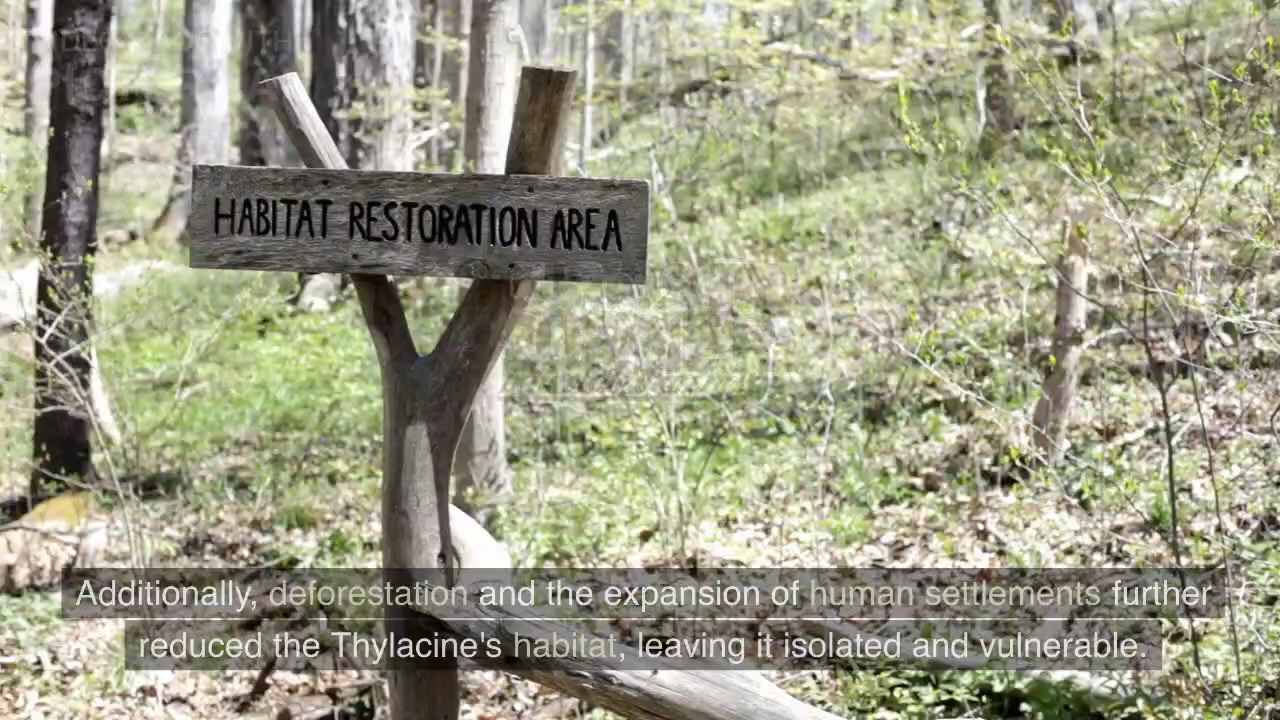 HABITAT RESTORATION AREA
Additionally, deforestation and the expansion of human settlements further
reduced the Thylacine's habitat, leaving it isolated and vulnerable.